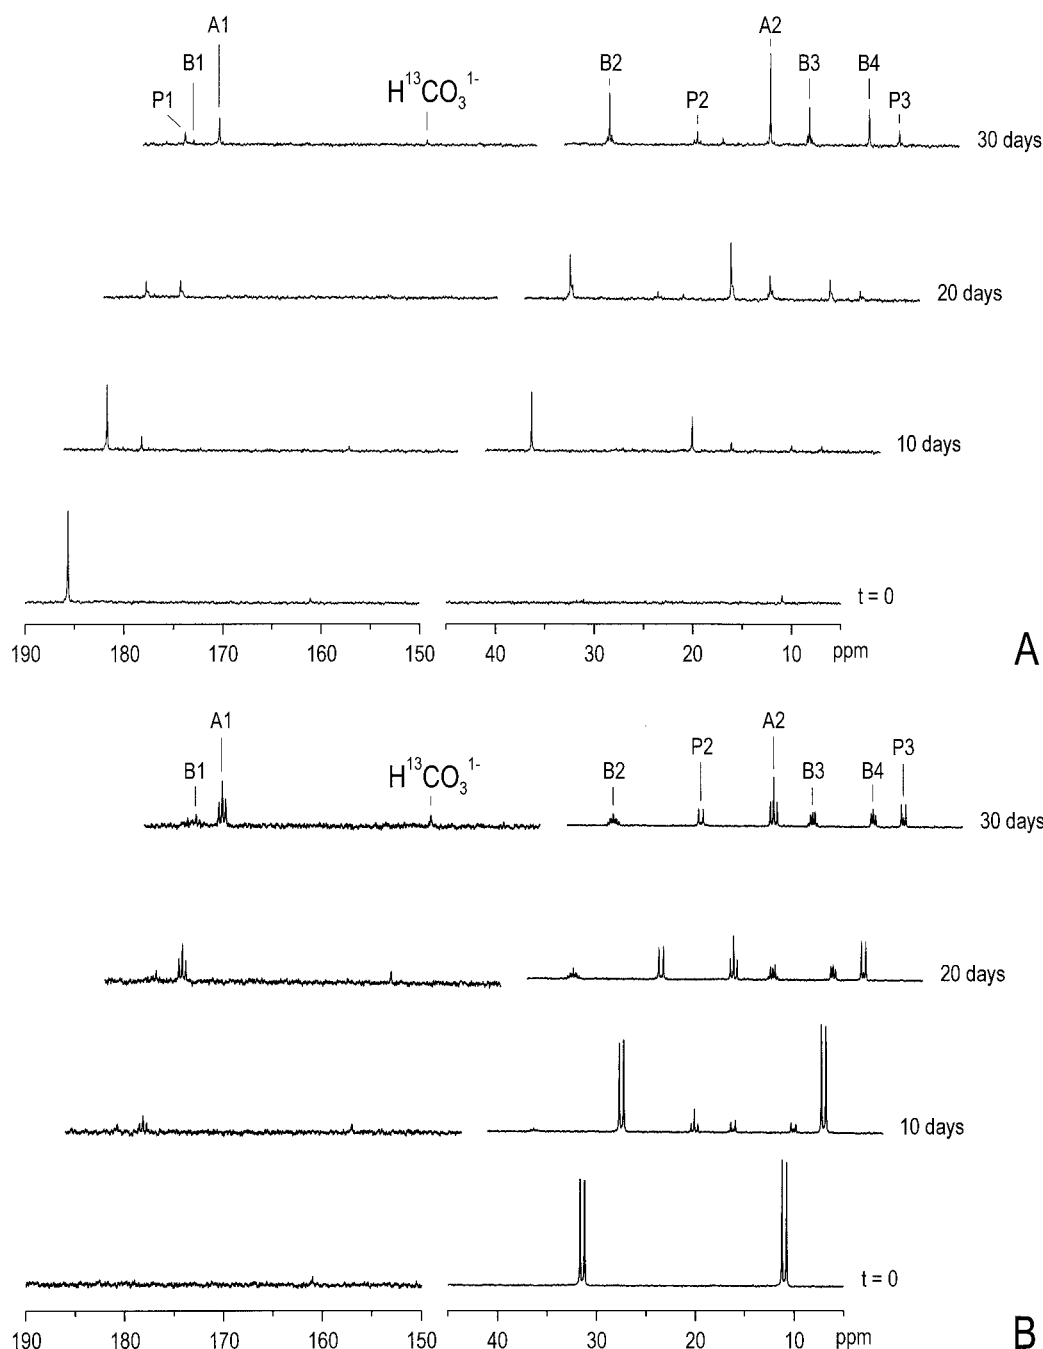 A1
A2
B1
B2
B3
B4
P1
H¹³CO₃¹⁻
P2
P3
30 days
20 days
10 days
t = 0
190 180 170 160 150 40 30 20 10 ppm
A
A1
A2
P2
P3
B1
H¹³CO₃¹⁻
B2
B3
B4
30 days
20 days
10 days
t = 0
190 180 170 160 150 30 20 10 ppm
B